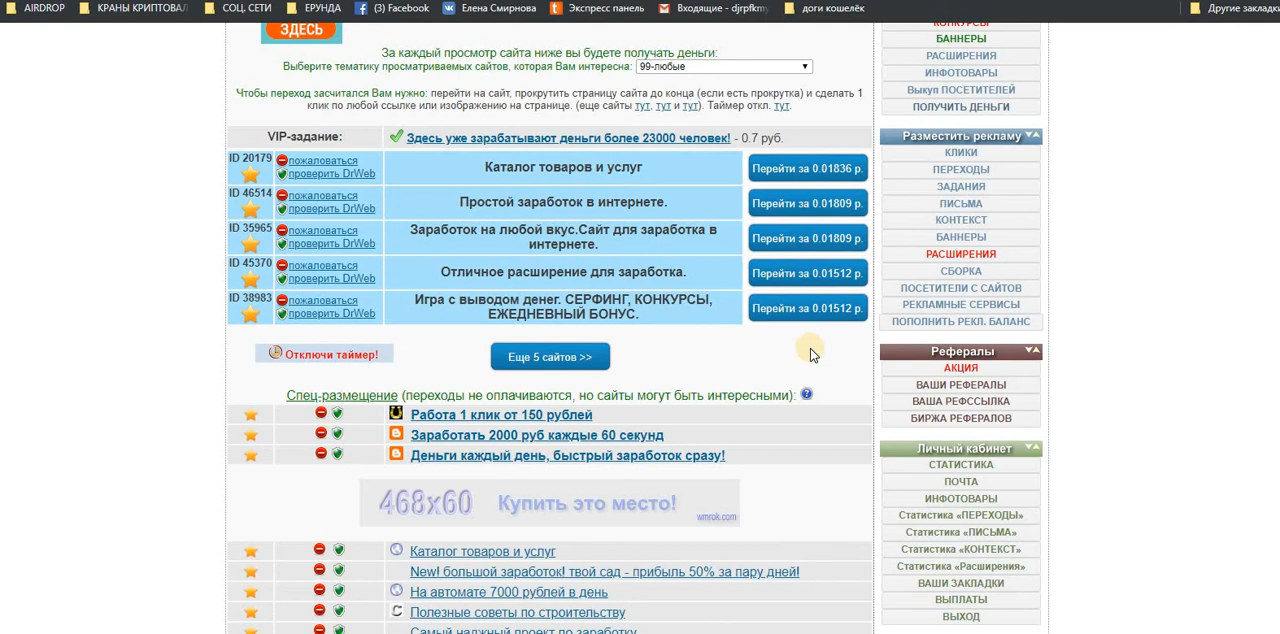 AIRDROP
КРАНЫ КРИПТОВАЛ
СОЦ. СЕТИ
ЕРУНДА
(3) Facebook
Елена Смирнова
Экспресс панель
Входящие - djrpfkmy
доги кошелёк
Другие закладки
ЗДЕСЬ
За каждый просмотр сайта ниже вы будете получать деньги:
Выберите тематику просматриваемых сайтов, которая Вам интересна: 99-любые
Чтобы переход засчитался Вам нужно: перейти на сайт, прокрутить страницу сайта до конца (если есть прокрутка) и сделать 1
клик по любой ссылке или изображению на странице. (еще сайты тут, тут и тут). Таймер откл. тут.
VIP-задание:
Здесь уже зарабатывают деньги более 23000 человек! - 0.7 руб.
ID 20179
пожаловаться
проверить DrWeb
Каталог товаров и услуг
Перейти за 0.01836 р.
ID 46514
пожаловаться
проверить DrWeb
Простой заработок в интернете.
Перейти за 0.01809 р.
ID 35965
пожаловаться
проверить DrWeb
Заработок на любой вкус.Сайт для заработка в
интернете.
Перейти за 0.01809 р.
ID 45370
пожаловаться
проверить DrWeb
Отличное расширение для заработка.
Перейти за 0.01512 р.
ID 38983
пожаловаться
проверить DrWeb
Игра с выводом денег. СЕРФИНГ, КОНКУРСЫ,
ЕЖЕДНЕВНЫЙ БОНУС.
Перейти за 0.01512 р.
Отключи таймер!
Еще 5 сайтов >>
Спец-размещение (переходы не оплачиваются, но сайты могут быть интересными):
Работа 1 клик от 150 рублей
Заработать 2000 руб каждые 60 секунд
Деньги каждый день, быстрый заработок сразу!
468x60 Купить это место!
wmrok.com
Каталог товаров и услуг
New! большой заработок! твой сад - прибыль 50% за пару дней!
На автомате 7000 рублей в день
Полезные советы по строительству
Самый наджный проект по заработку
КОНКУРСЫ
БАННЕРЫ
РАСШИРЕНИЯ
ИНФОТОВАРЫ
Выкуп ПОСЕТИТЕЛЕЙ
ПОЛУЧИТЬ ДЕНЬГИ
Разместить рекламу
КЛИКИ
ПЕРЕХОДЫ
ЗАДАНИЯ
ПИСЬМА
КОНТЕКСТ
БАННЕРЫ
РАСШИРЕНИЯ
СБОРКА
ПОСЕТИТЕЛИ С САЙТОВ
РЕКЛАМНЫЕ СЕРВИСЫ
ПОПОЛНИТЬ РЕКЛ. БАЛАНС
Рефералы
АКЦИЯ
ВАШИ РЕФЕРАЛЫ
ВАША РЕФССЫЛКА
БИРЖА РЕФЕРАЛОВ
Личный кабинет
СТАТИСТИКА
ПОЧТА
ИНФОТОВАРЫ
Статистика «ПЕРЕХОДЫ»
Статистика «ПИСЬМА»
Статистика «КОНТЕКСТ»
Статистика «Расширения»
ВАШИ ЗАКЛАДКИ
ВЫПЛАТЫ
ВЫХОД